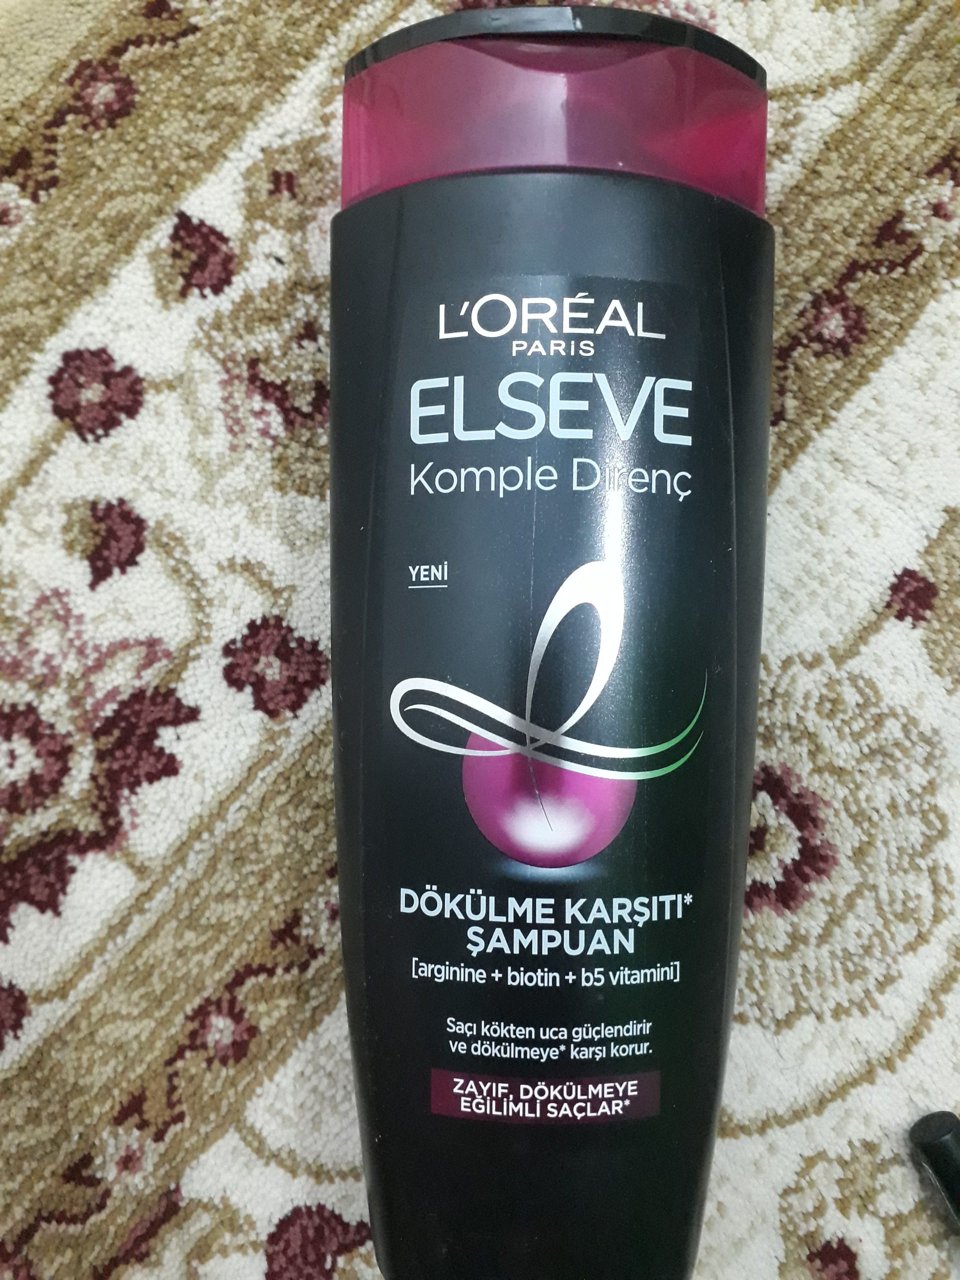 L'ORÉAL
PARIS
ELSEVE
Komple Direnç
YENİ
DÖKÜLME KARŞITI*
ŞAMPUAN
[arginine + biotin + b5 vitamini]
Saçı kökten uca güçlendirir
ve dökülmeye* karşı korur.
ZAYIF, DÖKÜLMEYE
EĞİLİMLİ SAÇLAR*